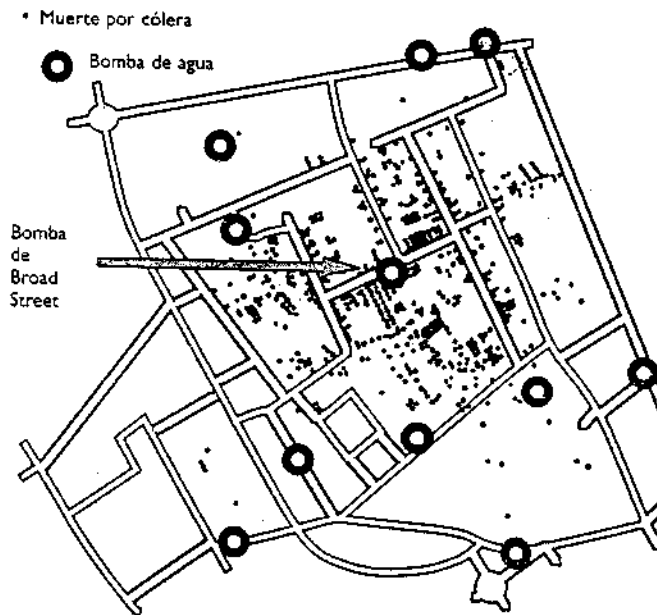 • Muerte por cólera
Bomba de agua
Bomba
de
Broad
Street